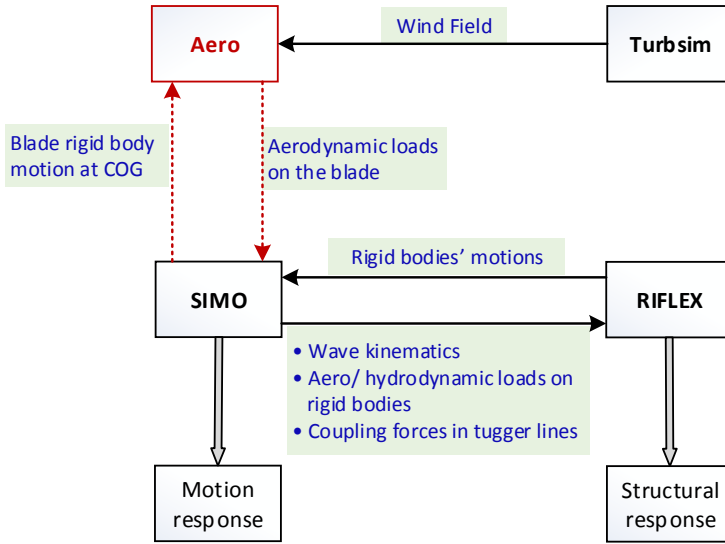 Aero
Wind Field
Turbsim
Blade rigid body
motion at COG
Aerodynamic loads
on the blade
Rigid bodies’ motions
SIMO
RIFLEX
• Wave kinematics
• Aero/ hydrodynamic loads on
rigid bodies
• Coupling forces in tugger lines
Motion
response
Structural
response